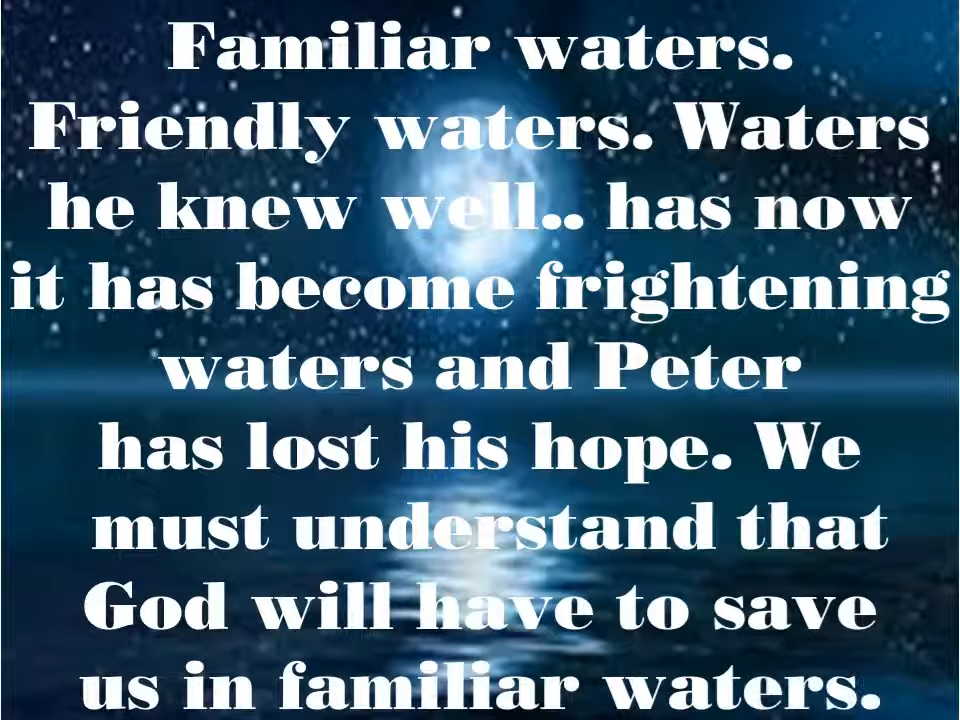 Familiar waters.
Friendly waters. Waters
he knew well.. has now
it has become frightening
waters and Peter
has lost his hope. We
must understand that
God will have to save
us in familiar waters.